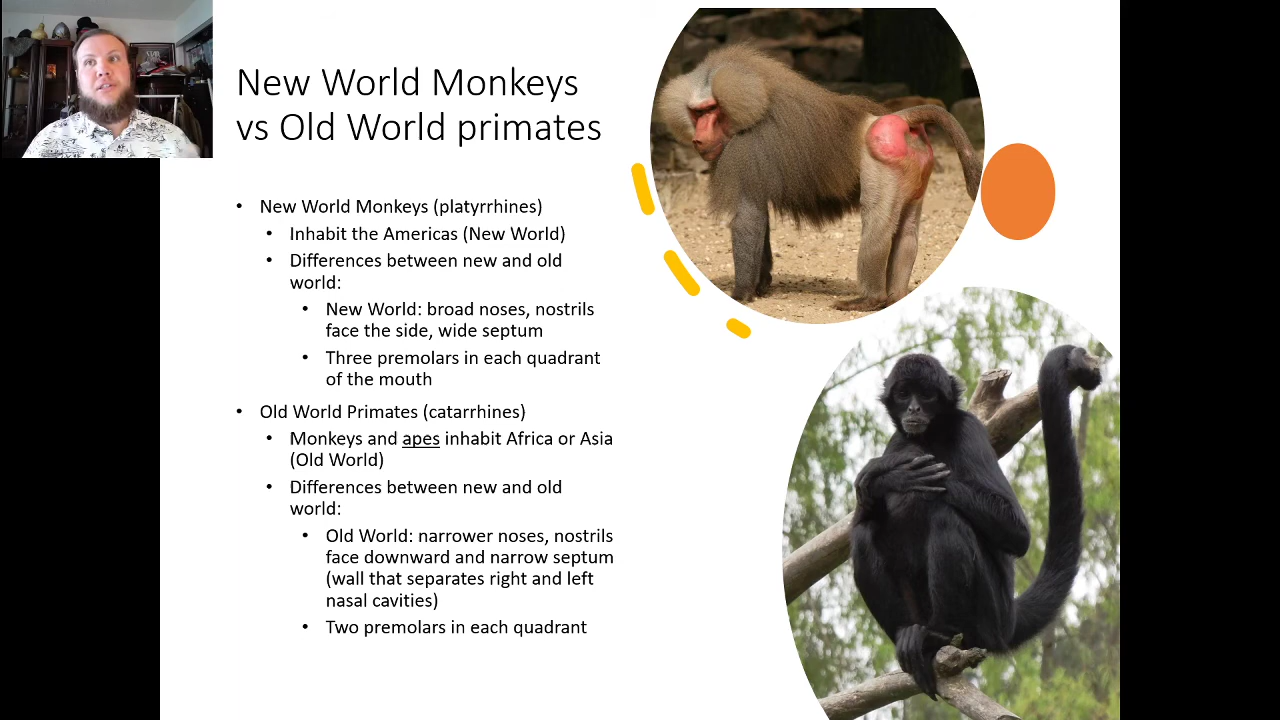 New World Monkeys
vs Old World primates
• New World Monkeys (platyrrhines)
• Inhabit the Americas (New World)
• Differences between new and old
world:
• New World: broad noses, nostrils
face the side, wide septum
• Three premolars in each quadrant
of the mouth
• Old World Primates (catarrhines)
• Monkeys and apes inhabit Africa or Asia
(Old World)
• Differences between new and old
world:
• Old World: narrower noses, nostrils
face downward and narrow septum
(wall that separates right and left
nasal cavities)
• Two premolars in each quadrant